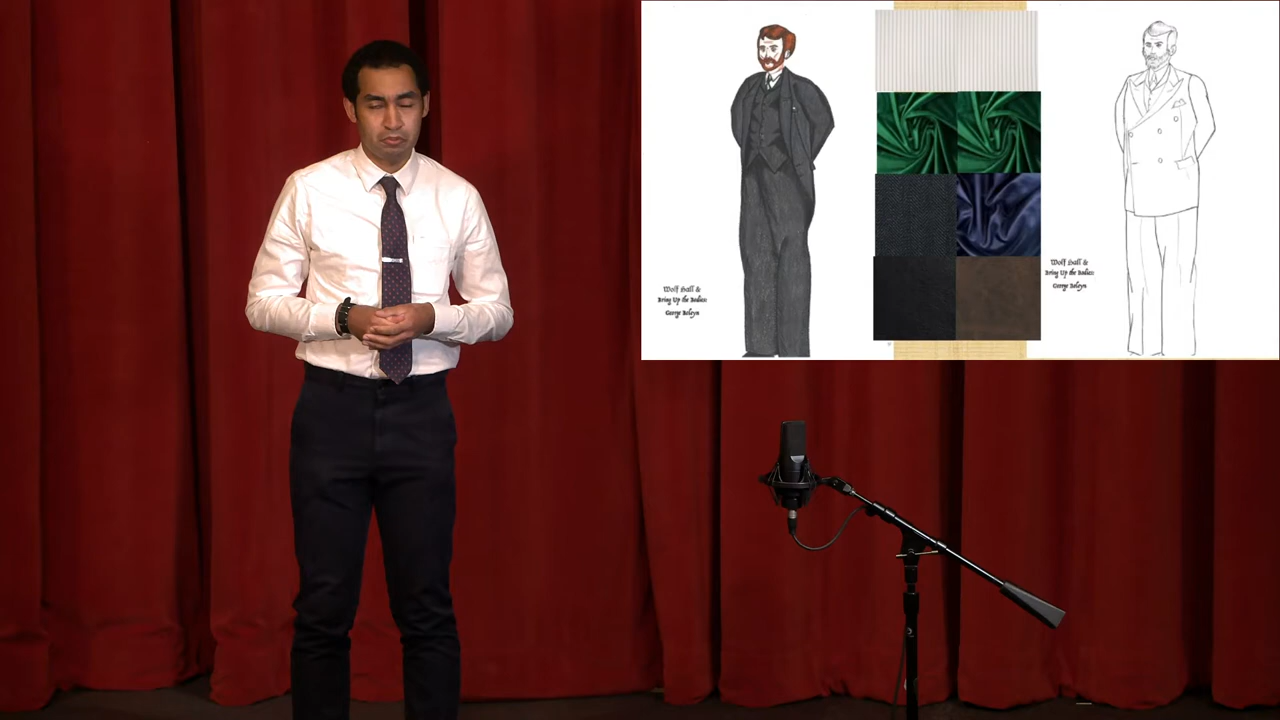 Wolf Hall &
Bring Up the Bodies:
George Boleyn
Wolf Hall &
Bring Up the Bodies:
George Boleyn